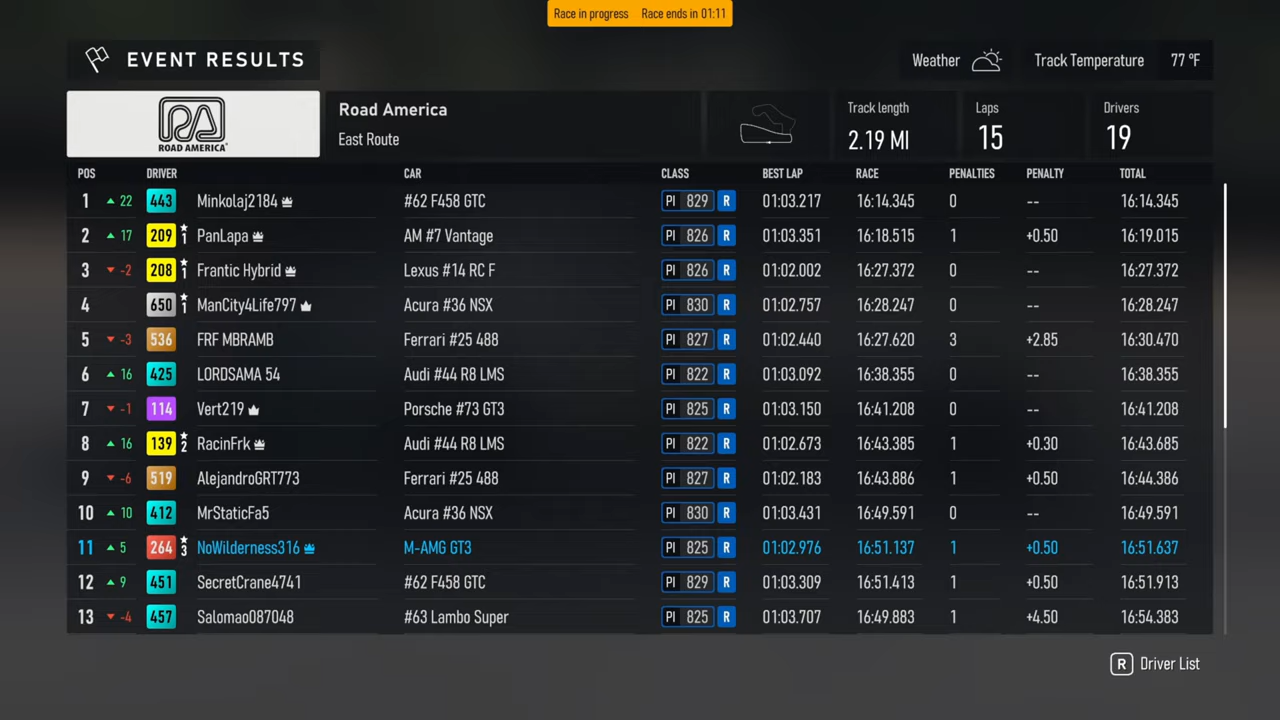 Race in progress Race ends in 01:11
EVENT RESULTS
Weather Track Temperature 77 °F
RA
ROAD AMERICA®
Road America
East Route
Track length
2.19 MI
Laps
15
Drivers
19
POS DRIVER CAR CLASS BEST LAP RACE PENALTIES PENALTY TOTAL
1 22 443 Minkolaj2184 #62 F458 GTC PI 829 R 01:03.217 16:14.345 0 -- 16:14.345
2 17 209 1 PanLapa AM #7 Vantage PI 826 R 01:03.351 16:18.515 1 +0.50 16:19.015
3 -2 208 1 Frantic Hybrid Lexus #14 RC F PI 826 R 01:02.002 16:27.372 0 -- 16:27.372
4 650 1 ManCity4Life797 Acura #36 NSX PI 830 R 01:02.757 16:28.247 0 -- 16:28.247
5 -3 536 FRF MBRAMB Ferrari #25 488 PI 827 R 01:02.440 16:27.620 3 +2.85 16:30.470
6 16 425 LORDSAMA 54 Audi #44 R8 LMS PI 822 R 01:03.092 16:38.355 0 -- 16:38.355
7 -1 114 Vert219 Porsche #73 GT3 PI 825 R 01:03.150 16:41.208 0 -- 16:41.208
8 16 139 2 RacinFrk Audi #44 R8 LMS PI 822 R 01:02.673 16:43.385 1 +0.30 16:43.685
9 -6 519 AlejandroGRT773 Ferrari #25 488 PI 827 R 01:02.183 16:43.886 1 +0.50 16:44.386
10 10 412 MrStaticFa5 Acura #36 NSX PI 830 R 01:03.431 16:49.591 0 -- 16:49.591
11 5 264 3 NoWilderness316 M-AMG GT3 PI 825 R 01:02.976 16:51.137 1 +0.50 16:51.637
12 9 451 SecretCrane4741 #62 F458 GTC PI 829 R 01:03.309 16:51.413 1 +0.50 16:51.913
13 -4 457 Salomao087048 #63 Lambo Super PI 825 R 01:03.707 16:49.883 1 +4.50 16:54.383
R Driver List